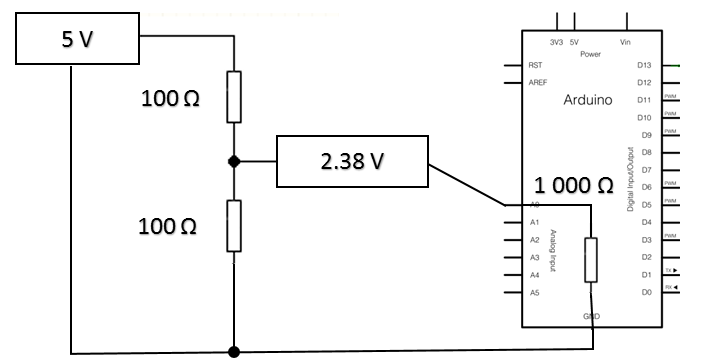 5 V
100 Ω
100 Ω
2.38 V
1 000 Ω
3V3 5V Vin
Power
Arduino
RST
AREF
A0
A1
A2
A3
A4
A5
Analog Input
Digital Input/Output
D13
D12
D11 PWM
D10 PWM
D9 PWM
D8
D7
D6 PWM
D5 PWM
D4
D3 PWM
D2
D1 TX ▶
D0 RX ◀
GND